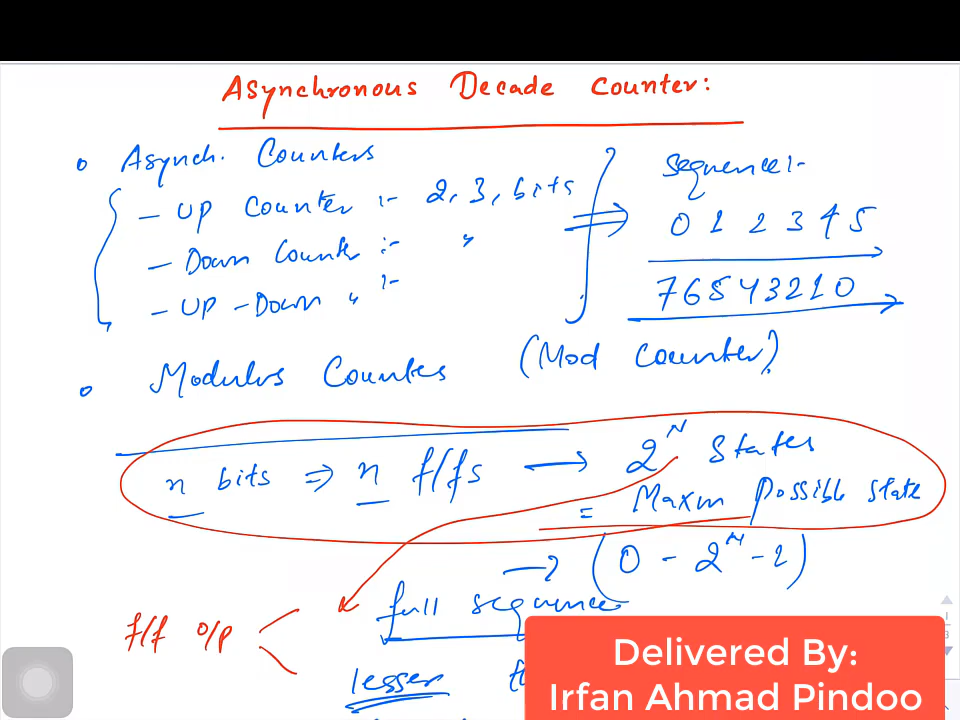 Asynchronous Decade Counter:
• Asynch. Counters
– UP Counter :- 2, 3, bits
– Down Counter :- "
– UP – Down " :-
Sequence :-
0 1 2 3 4 5
7 6 5 4 3 2 1 0
• Modulus Counter (Mod Counter)
n bits ⇒ n f/fs → 2^N States
= Maxm possible state
→ (0 - 2^N - 1)
f/f o/p
full sequence
lesser
Delivered By:
Irfan Ahmad Pindoo